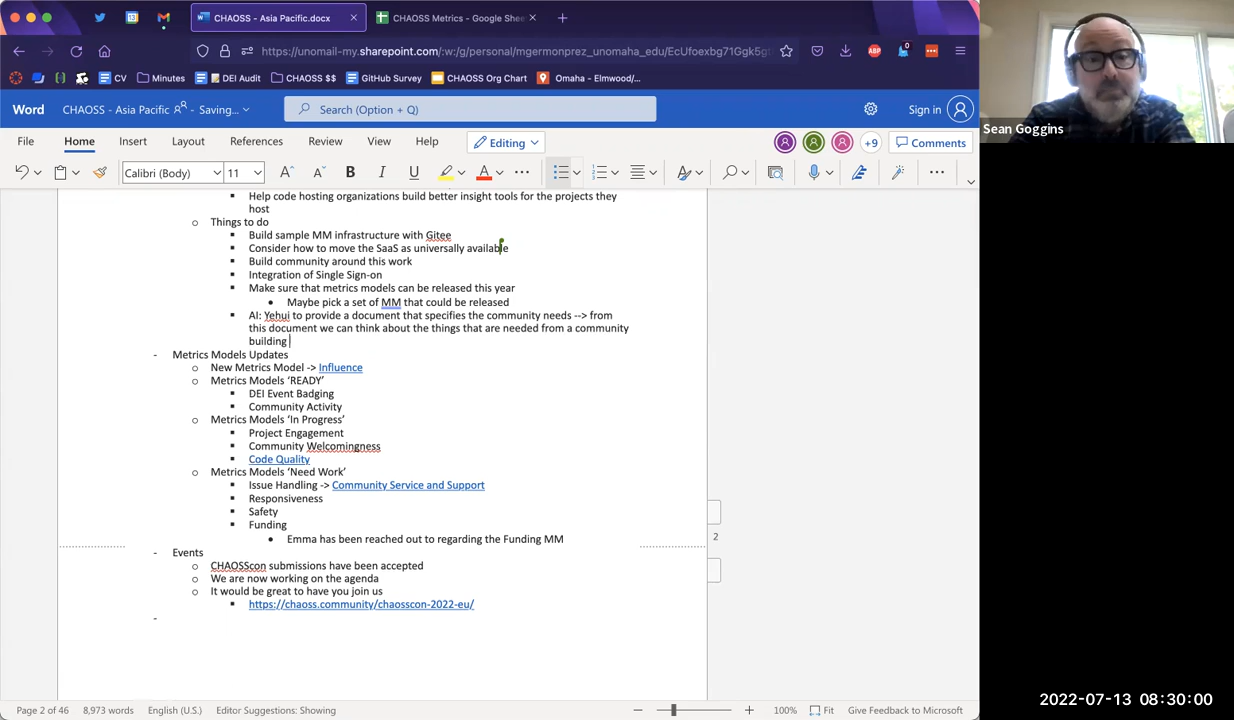 CHAOSS - Asia Pacific.docx
CHAOSS Metrics - Google Shee
https://unomail-my.sharepoint.com/:w:/g/personal/mgermonprez_unomaha_edu/EcUfoexbg71Ggk5g
CV
Minutes
DEI Audit
CHAOSS $$
GitHub Survey
CHAOSS Org Chart
Omaha - Elmwood/...
Word
CHAOSS - Asia Pacific
- Saving...
Search (Option + Q)
Sign in
File
Home
Insert
Layout
References
Review
View
Help
Editing
+9
Comments
Calibri (Body)
11
Help code hosting organizations build better insight tools for the projects they
host
Things to do
Build sample MM infrastructure with Gitee
Consider how to move the SaaS as universally available
Build community around this work
Integration of Single Sign-on
Make sure that metrics models can be released this year
Maybe pick a set of MM that could be released
AI: Yehui to provide a document that specifies the community needs --> from
this document we can think about the things that are needed from a community
building
- Metrics Models Updates
New Metrics Model -> Influence
Metrics Models ‘READY’
DEI Event Badging
Community Activity
Metrics Models ‘In Progress’
Project Engagement
Community Welcomingness
Code Quality
Metrics Models ‘Need Work’
Issue Handling -> Community Service and Support
Responsiveness
Safety
Funding
Emma has been reached out to regarding the Funding MM
- Events
CHAOSScon submissions have been accepted
We are now working on the agenda
It would be great to have you join us
https://chaoss.community/chaosscon-2022-eu/
-
2
Page 2 of 46
8,973 words
English (U.S.)
Editor Suggestions: Showing
100%
Fit
Give Feedback to Microsoft
Sean Goggins
2022-07-13 08:30:00